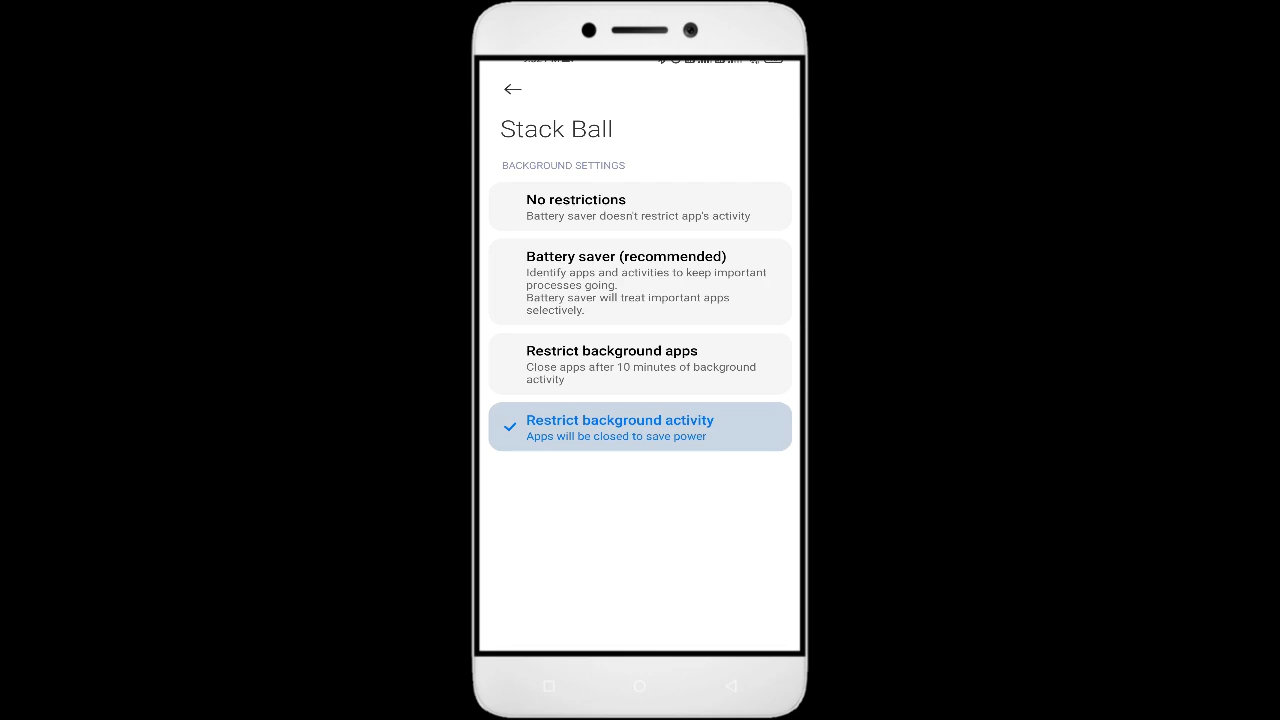 Stack Ball
BACKGROUND SETTINGS
No restrictions
Battery saver doesn't restrict app's activity
Battery saver (recommended)
Identify apps and activities to keep important
processes going.
Battery saver will treat important apps
selectively.
Restrict background apps
Close apps after 10 minutes of background
activity
Restrict background activity
Apps will be closed to save power